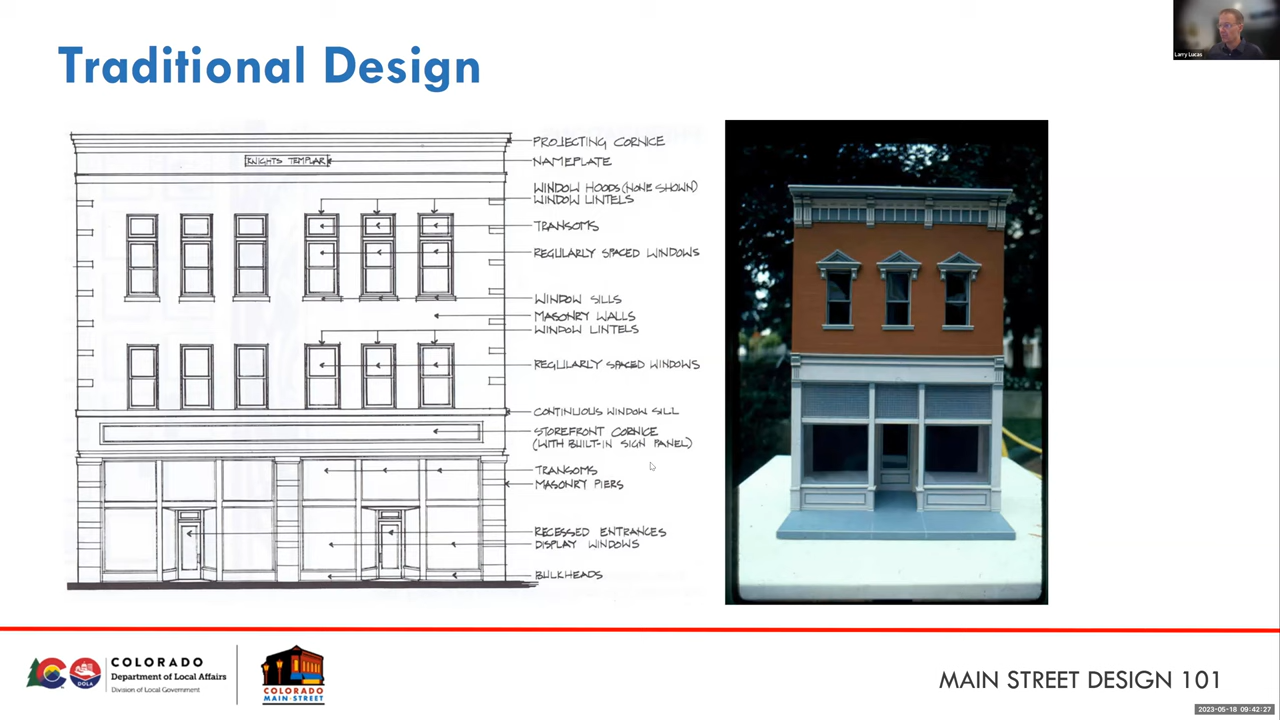 Traditional Design
Larry Lucas
KNIGHTS TEMPLAR
PROJECTING CORNICE
NAMEPLATE
WINDOW HOODS (NONE SHOWN)
WINDOW LINTELS
TRANSOMS
REGULARLY SPACED WINDOWS
WINDOW SILLS
MASONRY WALLS
WINDOW LINTELS
REGULARLY SPACED WINDOWS
CONTINUOUS WINDOW SILL
STOREFRONT CORNICE
(WITH BUILT-IN SIGN PANEL)
TRANSOMS
MASONRY PIERS
RECESSED ENTRANCES
DISPLAY WINDOWS
BULKHEADS
DOLA
COLORADO
Department of Local Affairs
Division of Local Government
COLORADO
MAIN STREET
MAIN STREET DESIGN 101
2023-05-18 09:42:27